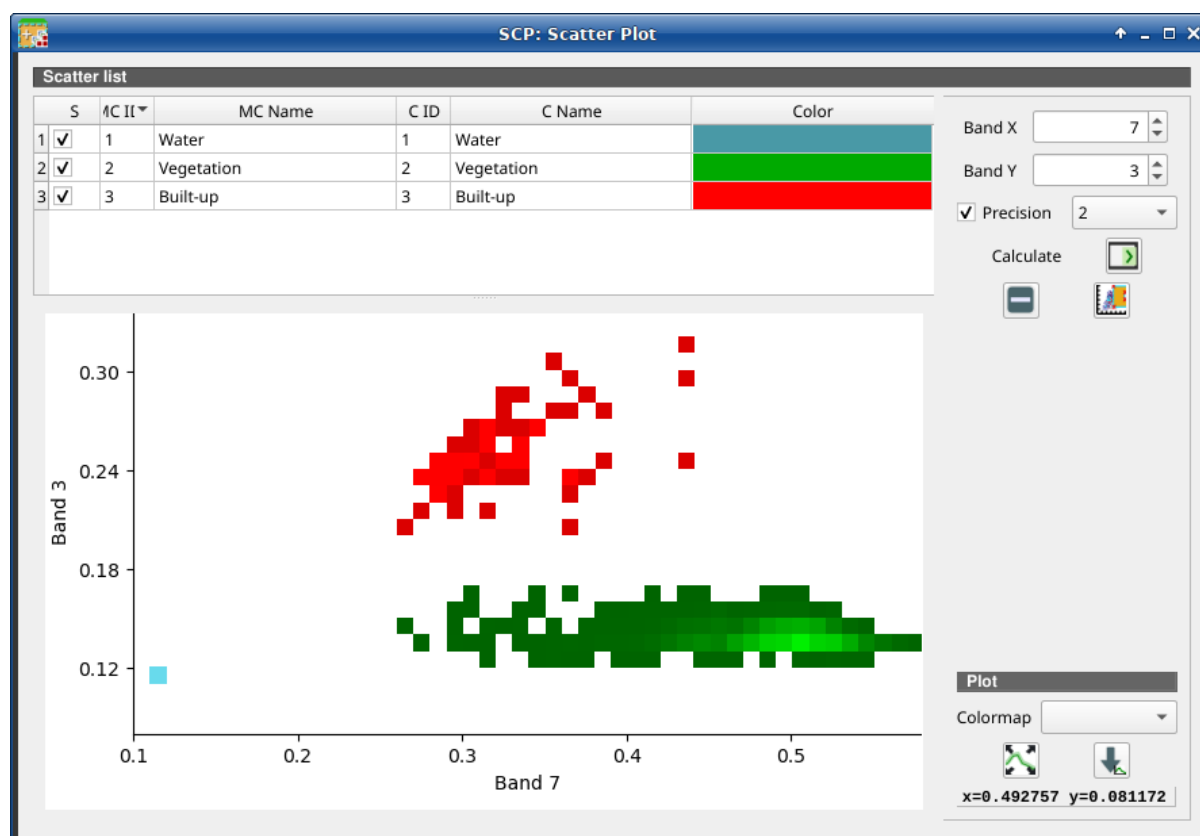 SCP: Scatter Plot
Scatter list
S MC ID MC Name C ID C Name Color
1 1 Water 1 Water
2 2 Vegetation 2 Vegetation
3 3 Built-up 3 Built-up
Band X 7
Band Y 3
Precision 2
Calculate
0.30
0.24
0.18
0.12
Band 3
0.1 0.2 0.3 0.4 0.5
Band 7
Plot
Colormap
x=0.492757 y=0.081172